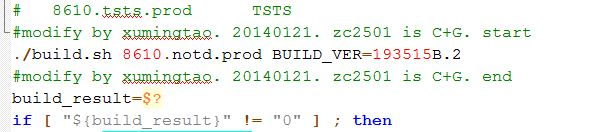 #   8610.tsts.prod      TSTS
#modify by xumingtao. 20140121. zc2501 is C+G. start
./build.sh 8610.notd.prod BUILD_VER=193515B.2
#modify by xumingtao. 20140121. zc2501 is C+G. end
build_result=$?
if [ "${build_result}" != "0" ] ; then